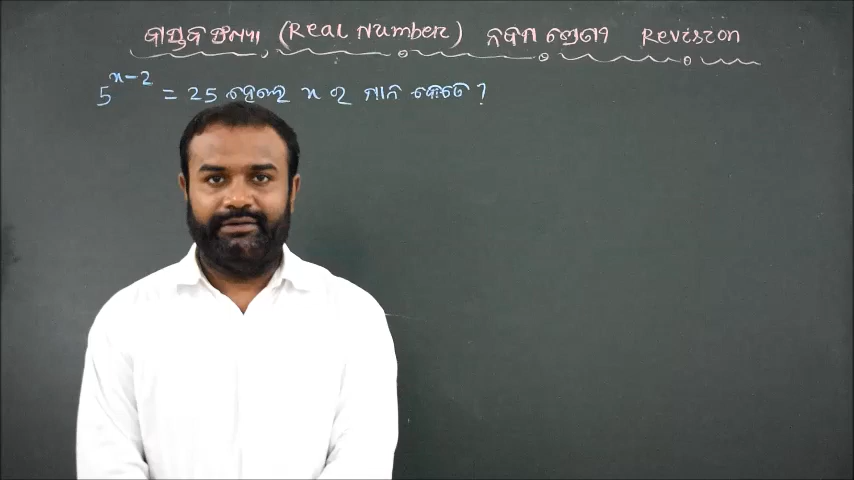 ବାସ୍ତବ ସଂଖ୍ୟା (Real Number) ନବମ ଶ୍ରେଣୀ Revision
5^{x-2} = 25 ହେଲେ x ର ମାନ କେତେ ?